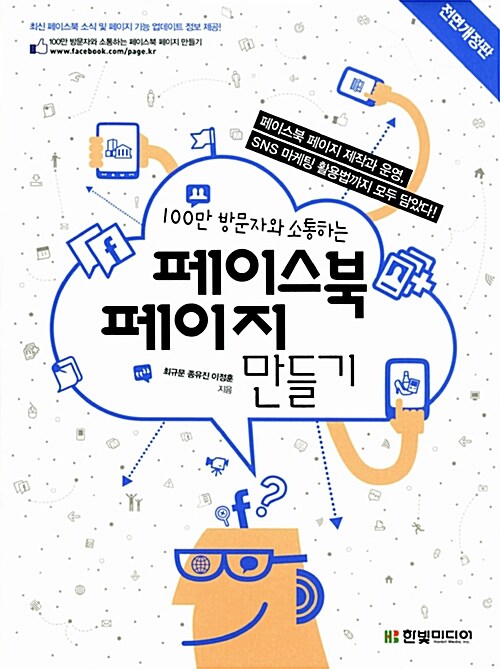 최신 페이스북 소식 및 페이지 기능 업데이트 정보 제공!
100만 방문자와 소통하는 페이스북 페이지 만들기
www.facebook.com/page.kr
전면개정판
페이스북 페이지 제작과 운영,
SNS 마케팅 활용법까지 모두 담았다!
100만 방문자와 소통하는
페이스북
페이지
만들기
최규문 종유진 이정훈
지음
HB 한빛미디어
Hanbit Media, Inc.